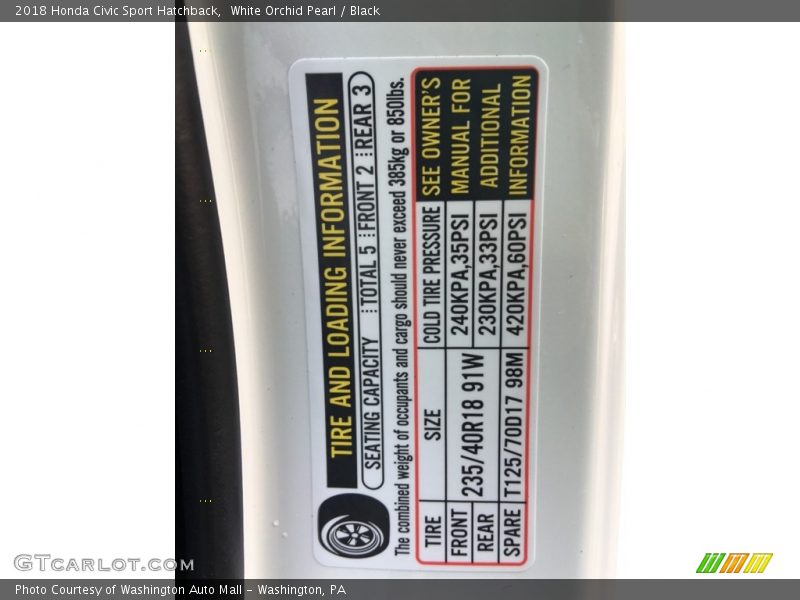 2018 Honda Civic Sport Hatchback, White Orchid Pearl / Black
TIRE AND LOADING INFORMATION
SEATING CAPACITY TOTAL 5 FRONT 2 REAR 3
The combined weight of occupants and cargo should never exceed 385kg or 850lbs.
TIRE SIZE COLD TIRE PRESSURE
FRONT 235/40R18 91W 240KPA,35PSI
REAR 230KPA,33PSI
SPARE T125/70D17 98M 420KPA,60PSI
SEE OWNER'S
MANUAL FOR
ADDITIONAL
INFORMATION
GTcarlot.com
Photo Courtesy of Washington Auto Mall - Washington, PA